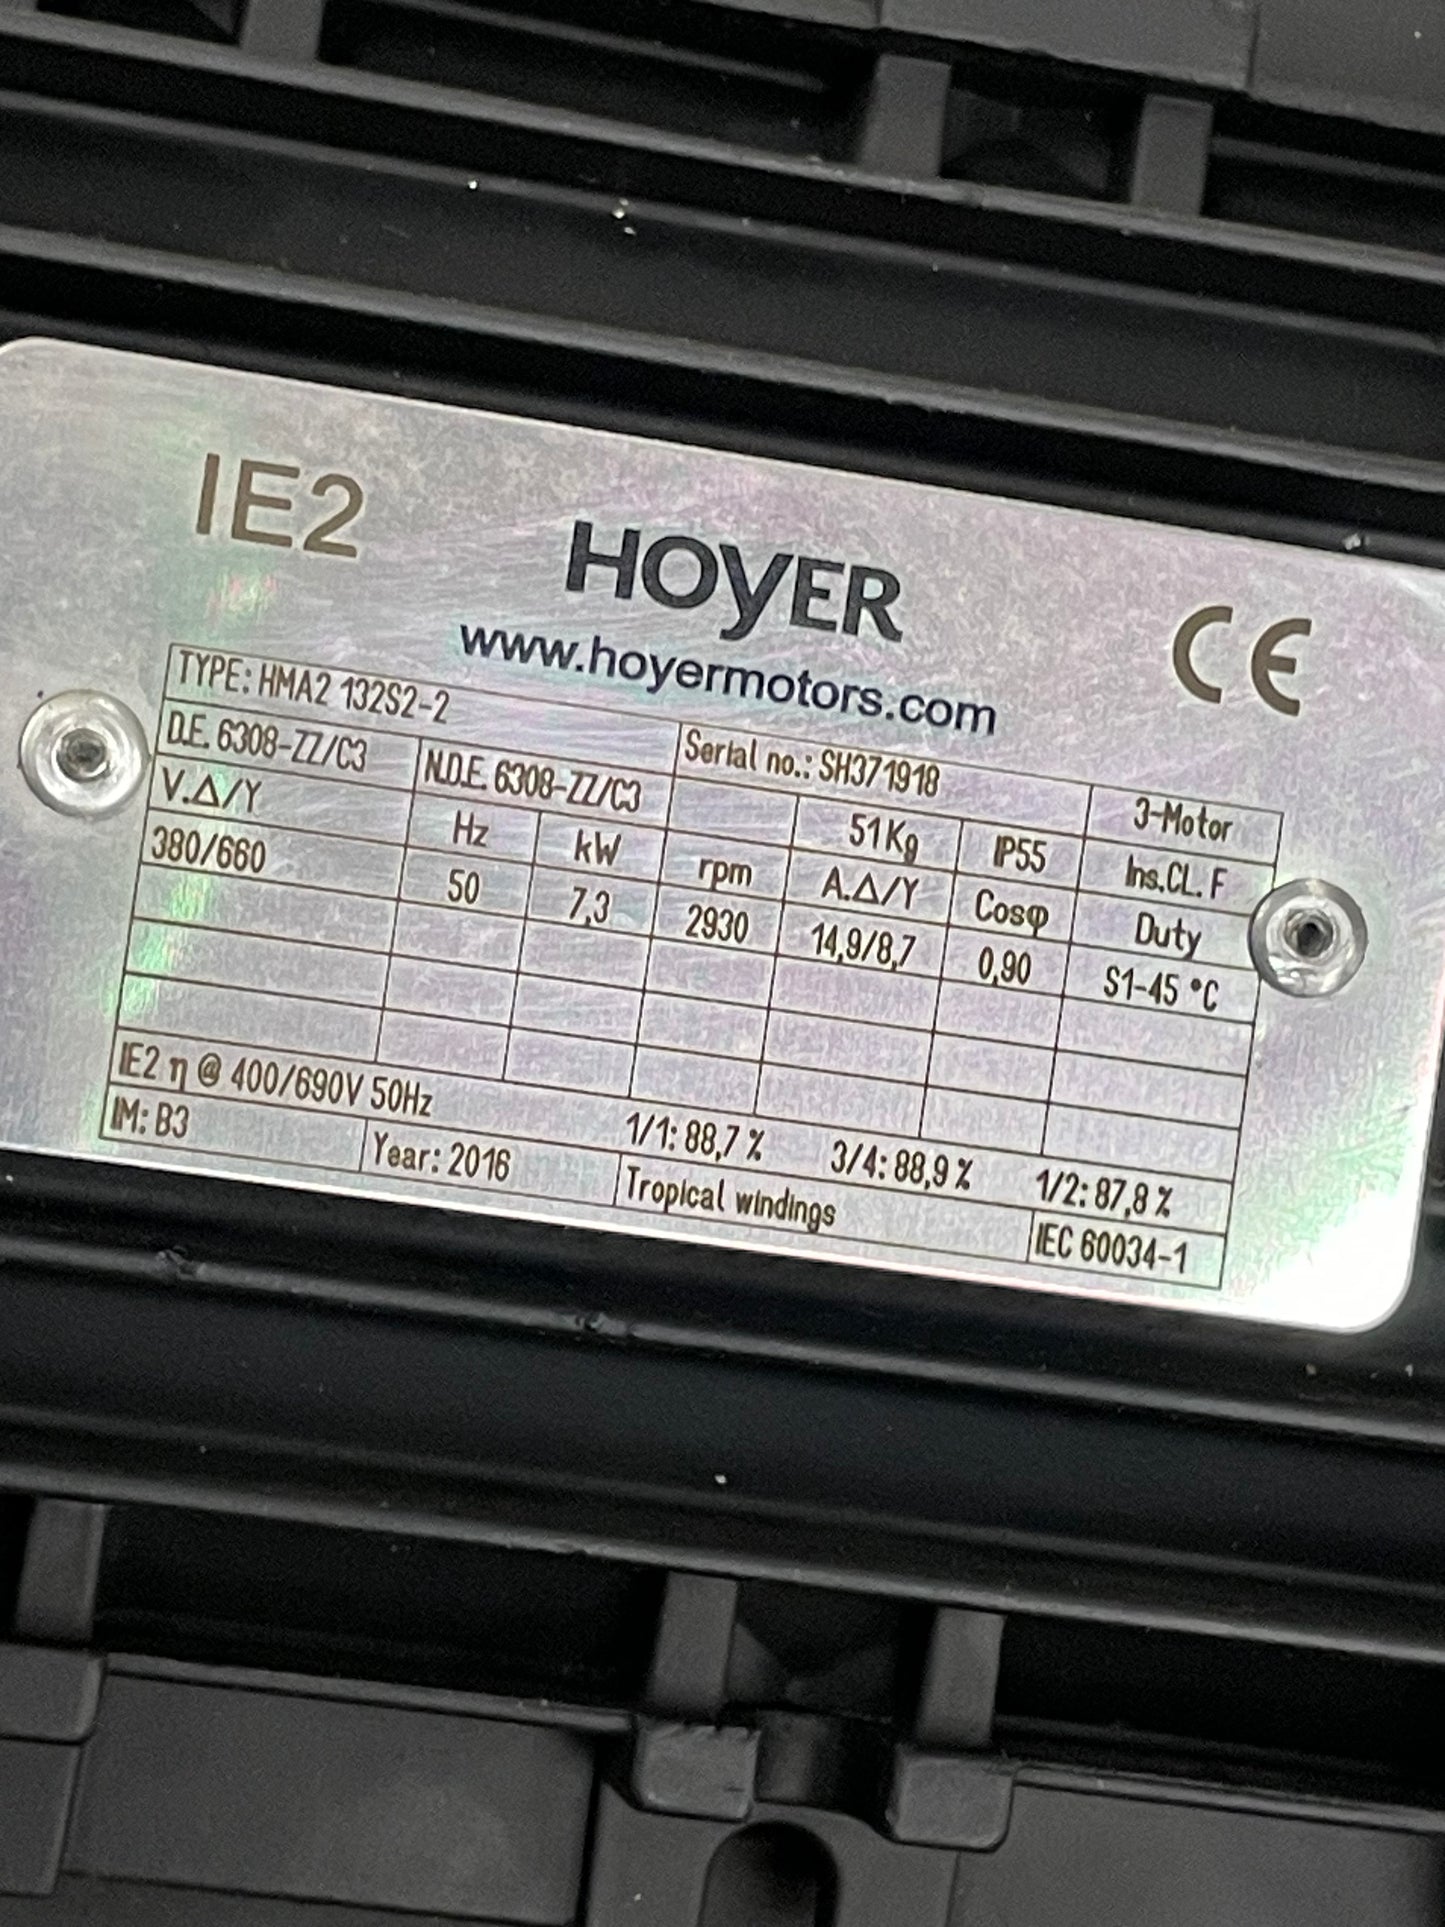 IE2
HOYER
CE
www.hoyermotors.com
TYPE: HMA2 132S2-2
Serial no.: SH371918
3-Motor
D.E. 6308-ZZ/C3
N.D.E. 6308-ZZ/C3
51Kg
IP55
Ins.CL. F
V.Δ/Y
Hz
kW
rpm
A.Δ/Y
Cosφ
Duty
380/660
50
7,3
2930
14,9/8,7
0,90
S1-45 °C
IE2 η @ 400/690V 50Hz
1/1: 88,7 %
3/4: 88,9 %
1/2: 87,8 %
IM: B3
Year: 2016
Tropical windings
IEC 60034-1